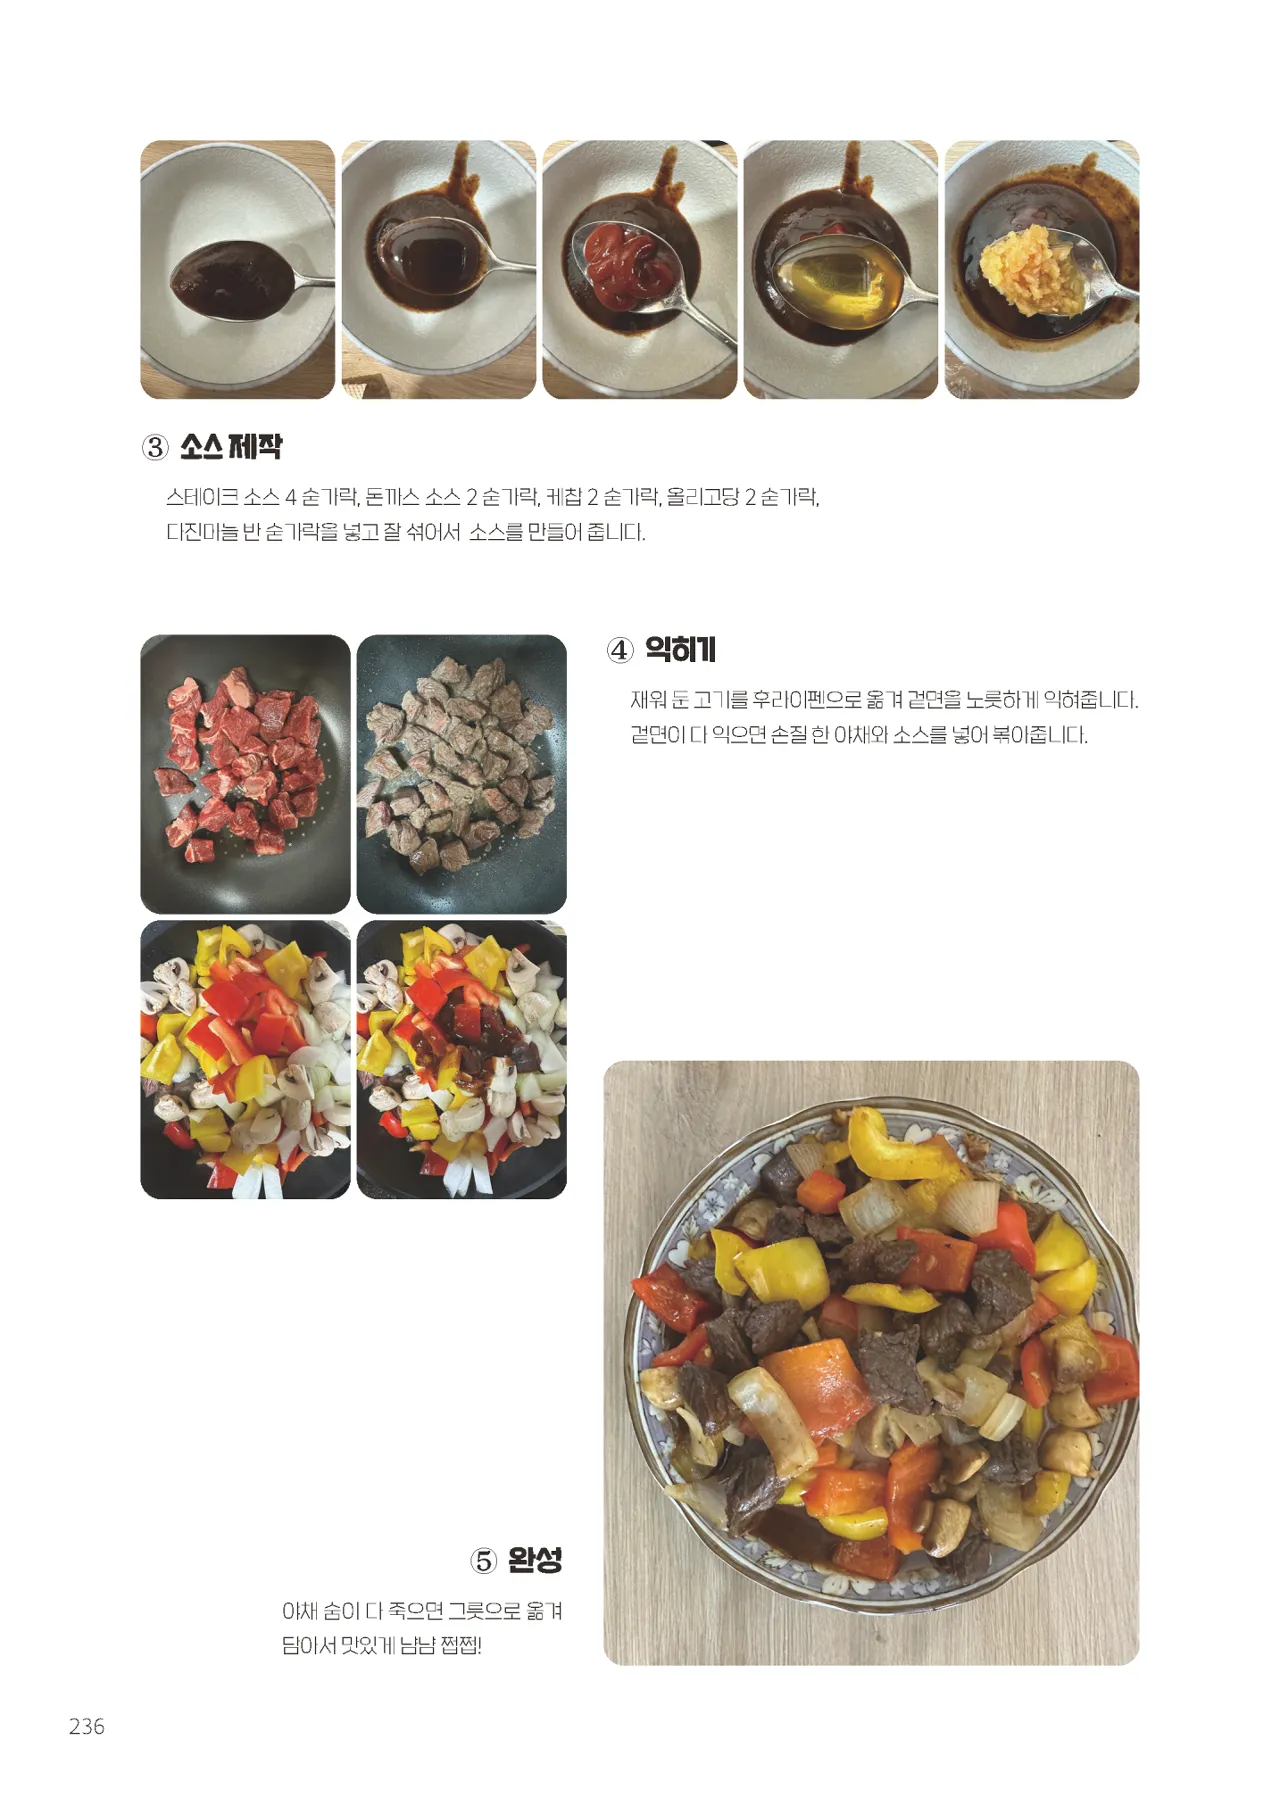 ③ 소스 제작
스테이크 소스 4 숟가락, 돈까스 소스 2 숟가락, 케찹 2 숟가락, 올리고당 2 숟가락,
다진마늘 반 숟가락을 넣고 잘 섞어서 소스를 만들어 줍니다.
④ 익히기
재워 둔 고기를 후라이펜으로 옮겨 겉면을 노릇하게 익혀줍니다.
겉면이 다 익으면 손질 한 야채와 소스를 넣어 볶아줍니다.
⑤ 완성
야채 숨이 다 죽으면 그릇으로 옮겨
담아서 맛있게 냠냠 쩝쩝!
236